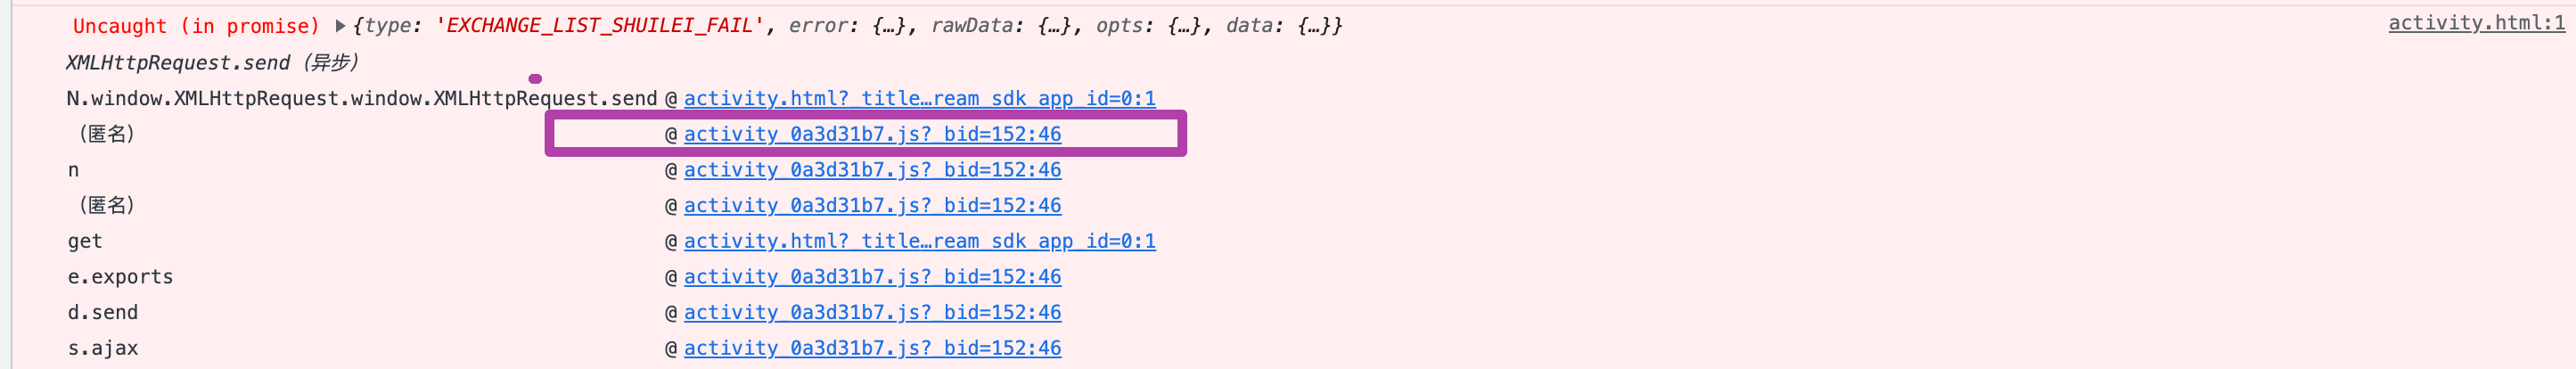 Uncaught (in promise) ▶{type: 'EXCHANGE_LIST_SHUILEI_FAIL', error: {…}, rawData: {…}, opts: {…}, data: {…}} activity.html:1
XMLHttpRequest.send（异步）
N.window.XMLHttpRequest.window.XMLHttpRequest.send @ activity.html?_title…ream_sdk_app_id=0:1
（匿名） @ activity_0a3d31b7.js?_bid=152:46
n @ activity_0a3d31b7.js?_bid=152:46
（匿名） @ activity_0a3d31b7.js?_bid=152:46
get @ activity.html?_title…ream_sdk_app_id=0:1
e.exports @ activity_0a3d31b7.js?_bid=152:46
d.send @ activity_0a3d31b7.js?_bid=152:46
s.ajax @ activity_0a3d31b7.js?_bid=152:46